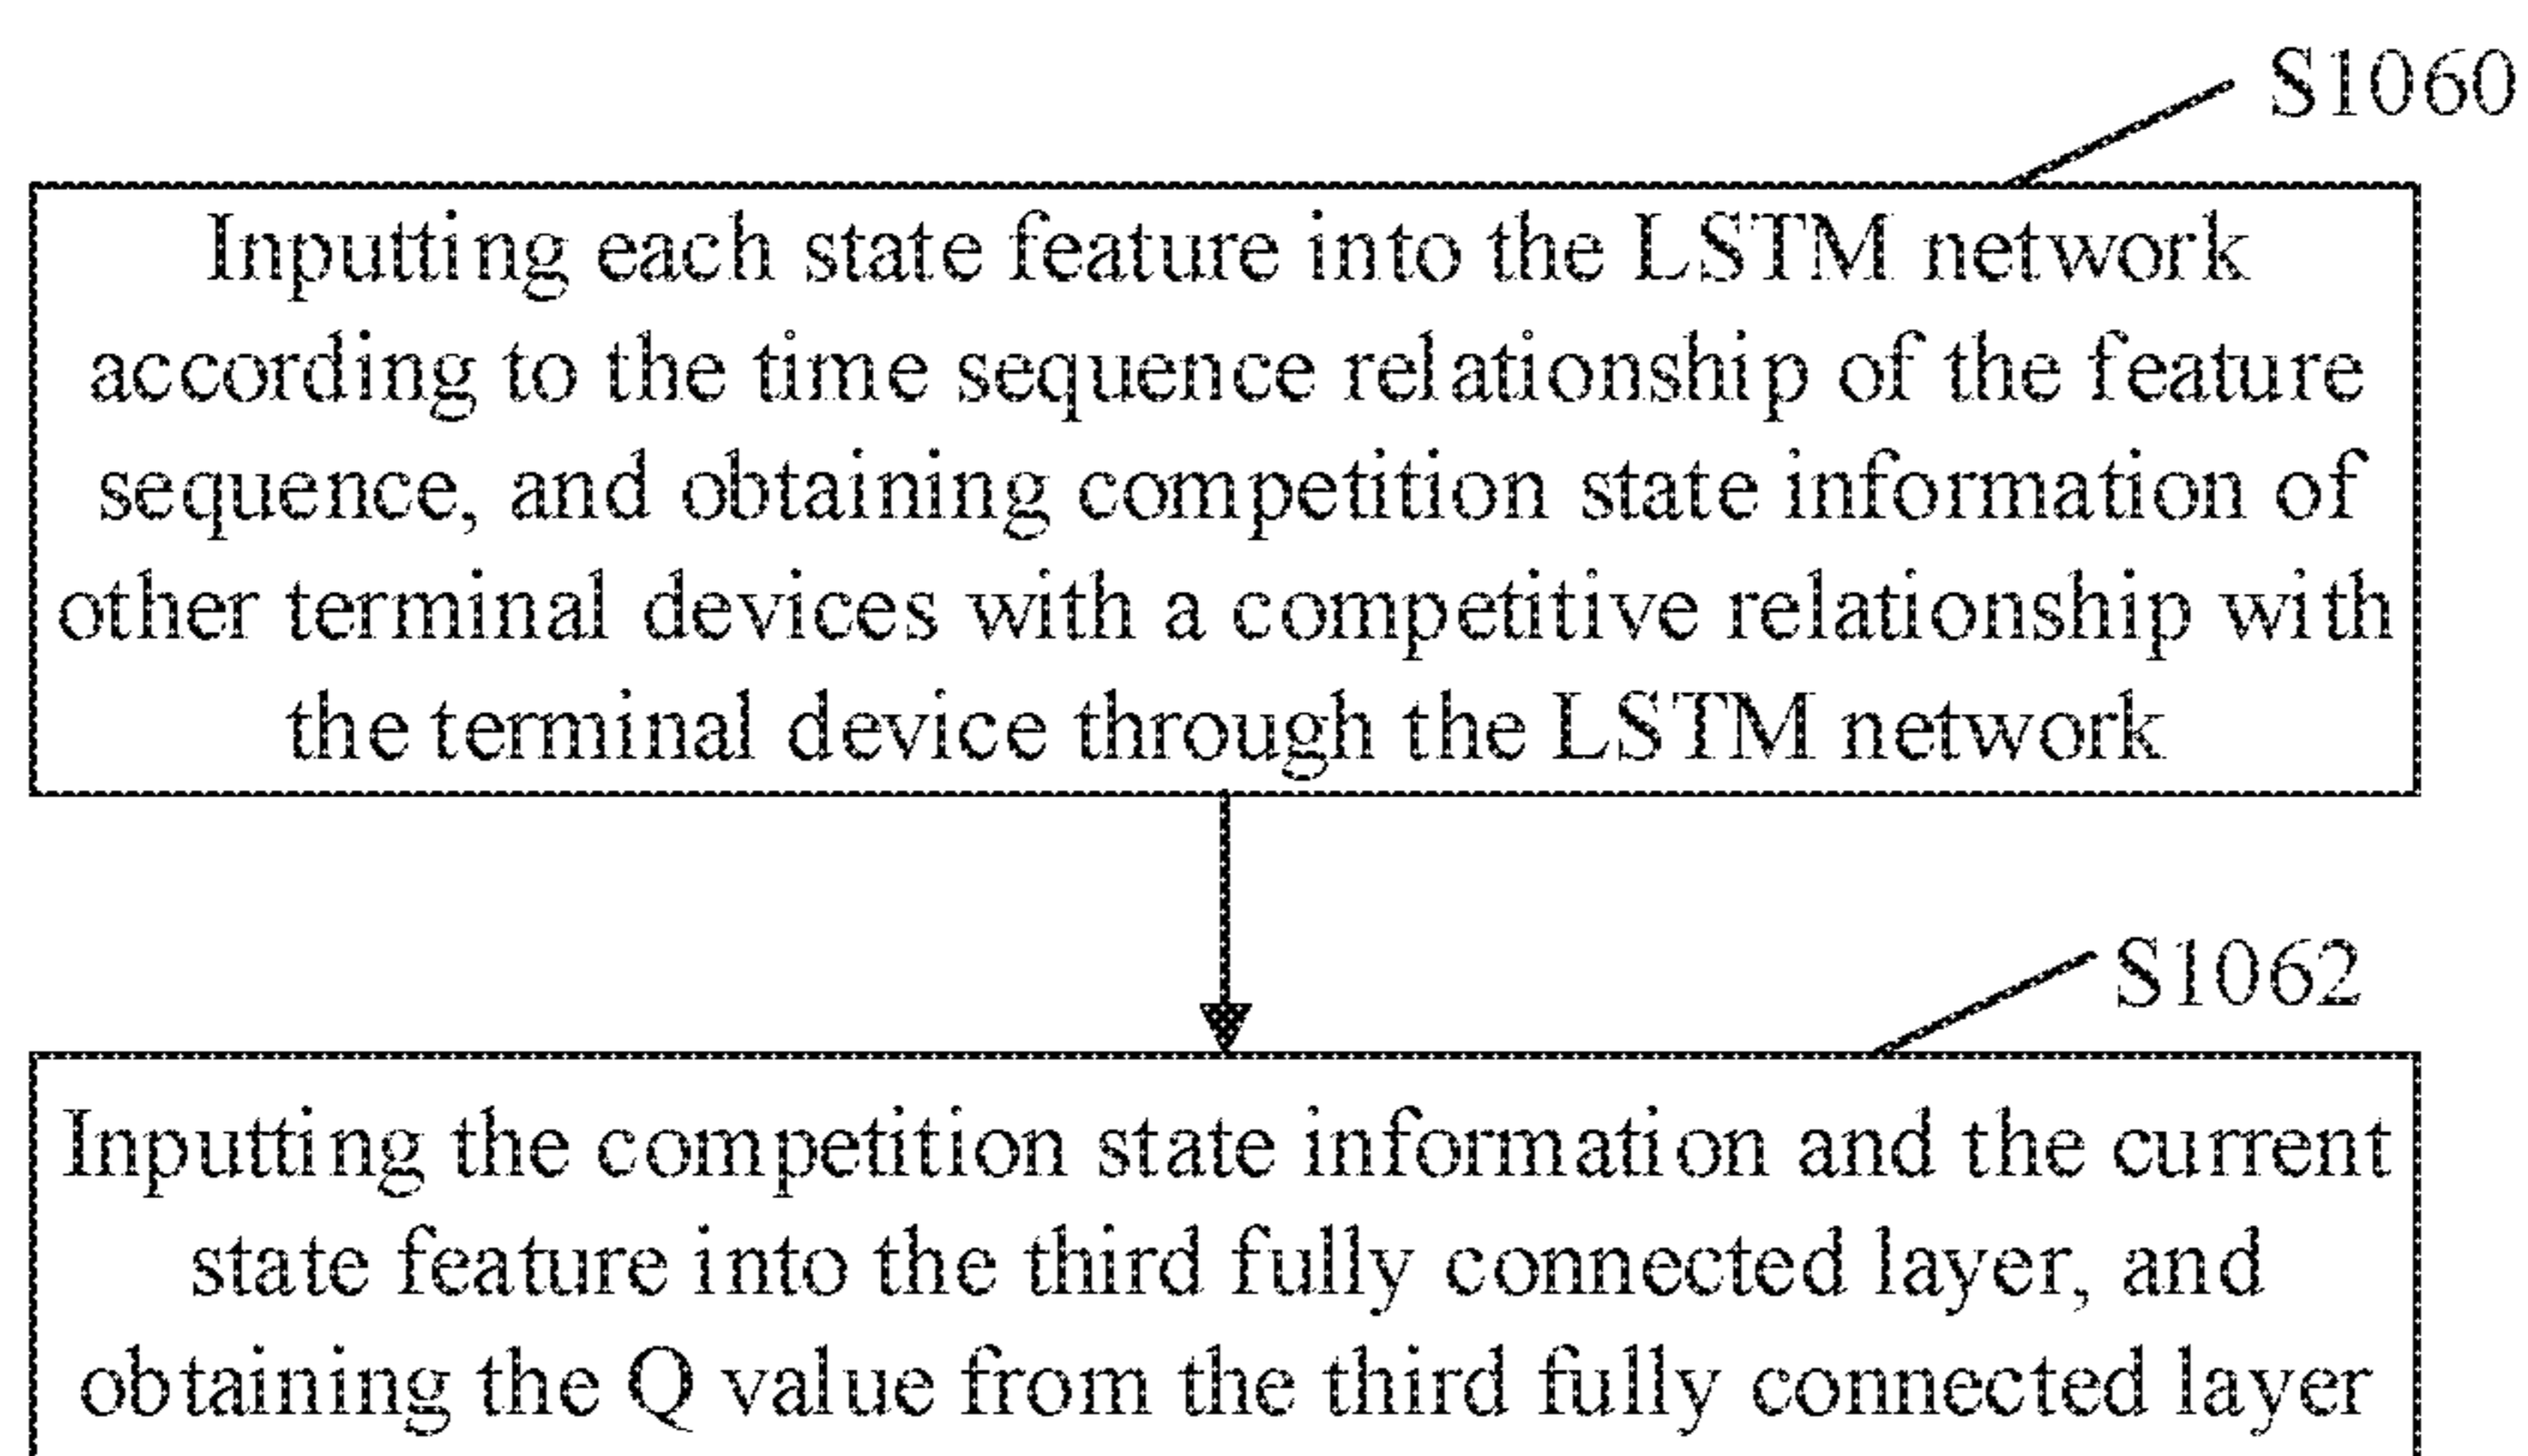 S1060
Inputting each state feature into the LSTM network
according to the time sequence relationship of the feature
sequence, and obtaining competition state information of
other terminal devices with a competitive relationship with
the terminal device through the LSTM network
S1062
Inputting the competition state information and the current
state feature into the third fully connected layer, and
obtaining the Q value from the third fully connected layer